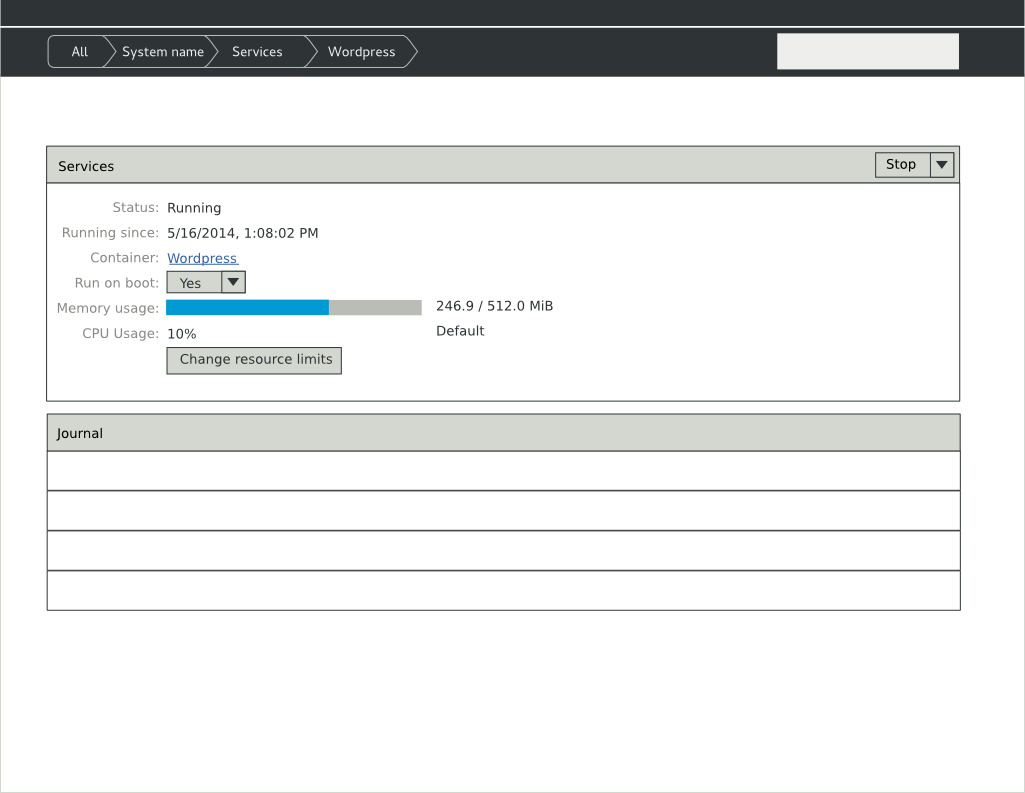 All System name Services Wordpress
Services Stop
Status: Running
Running since: 5/16/2014, 1:08:02 PM
Container: Wordpress
Run on boot: Yes
Memory usage: 246.9 / 512.0 MiB
CPU Usage: 10% Default
Change resource limits
Journal